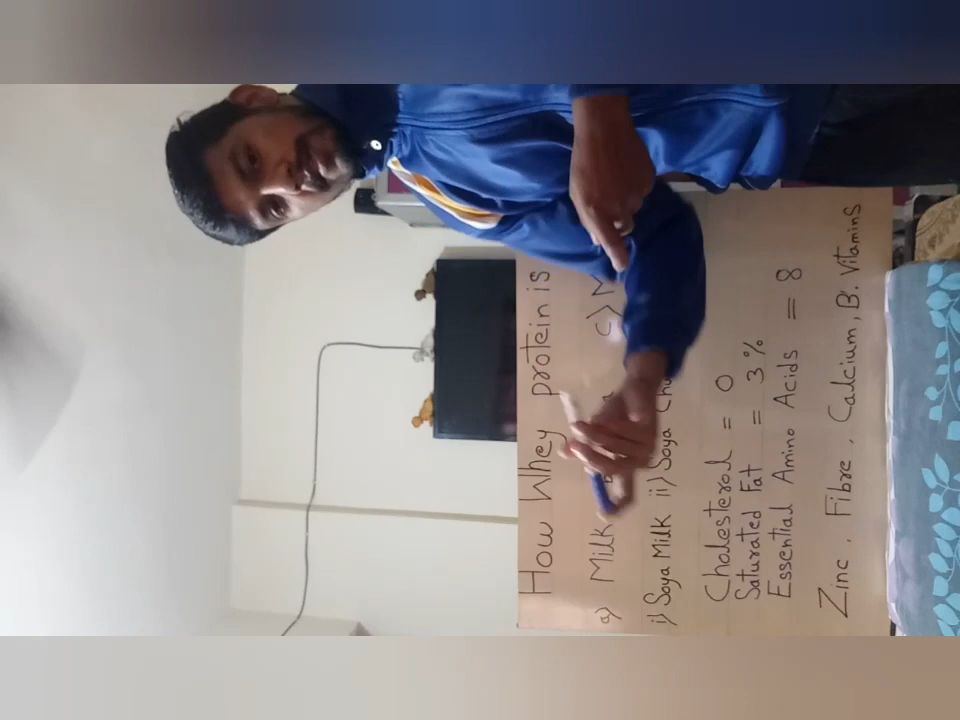 How Whey protein is
a) Milk c) M
i) Soya Milk ii) Soya Chu
Cholesterol = 0
Saturated Fat = 3%
Essential Amino Acids = 8
Zinc, Fibre, Calcium, B. Vitamins